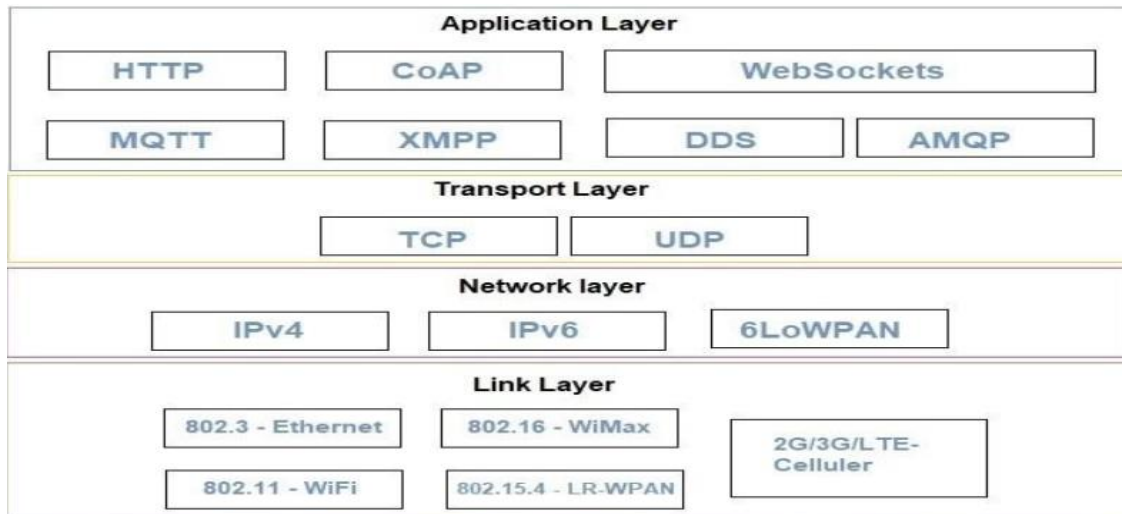 Application Layer
HTTP
CoAP
WebSockets
MQTT
XMPP
DDS
AMQP
Transport Layer
TCP
UDP
Network layer
IPv4
IPv6
6LoWPAN
Link Layer
802.3 - Ethernet
802.16 - WiMax
2G/3G/LTE-
Celluler
802.11 - WiFi
802.15.4 - LR-WPAN